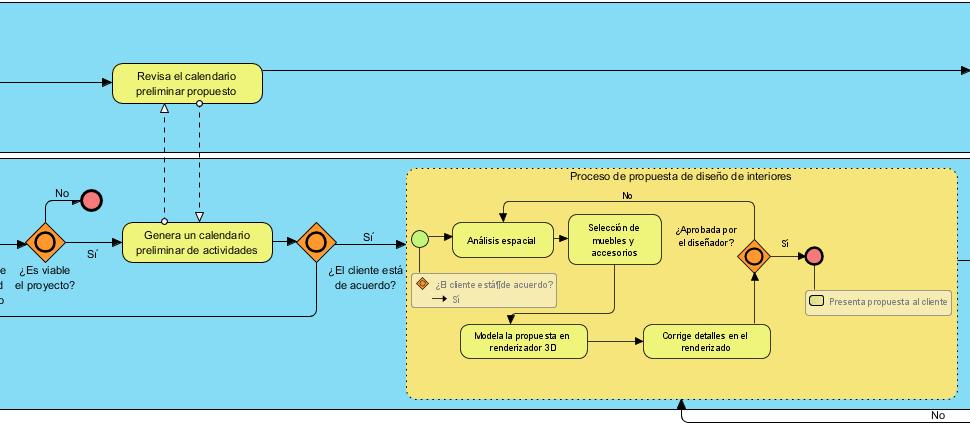 Revisa el calendario
preliminar propuesto
No
Sí
¿Es viable
el proyecto?
e
d
o
Genera un calendario
preliminar de actividades
Sí
¿El cliente está
de acuerdo?
Proceso de propuesta de diseño de interiores
No
Análisis espacial
Selección de
muebles y
accesorios
¿Aprobada por
el diseñador?
Sí
¿El cliente está¶de acuerdo?
Sí
Presenta propuesta al cliente
Modela la propuesta en
renderizador 3D
Corrige detalles en el
renderizado
No